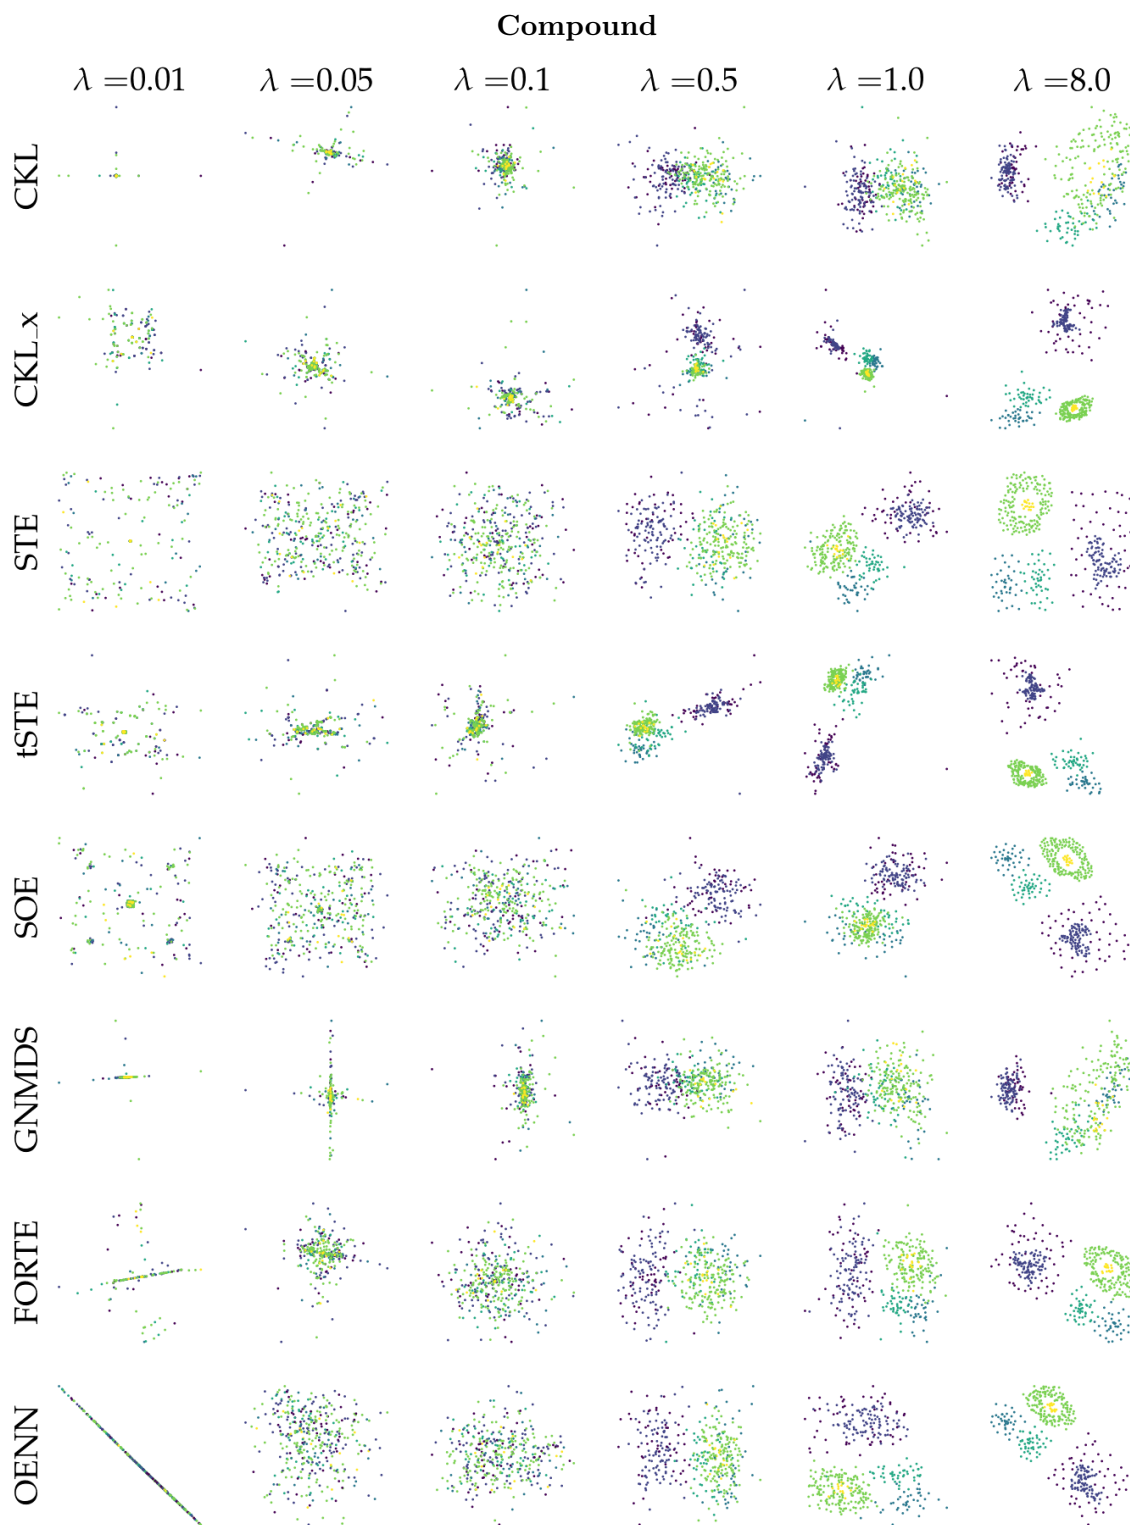 Compound
λ =0.01 λ =0.05 λ =0.1 λ =0.5 λ =1.0 λ =8.0
CKL
CKL_x
STE
tSTE
SOE
GNMDS
FORTE
OENN